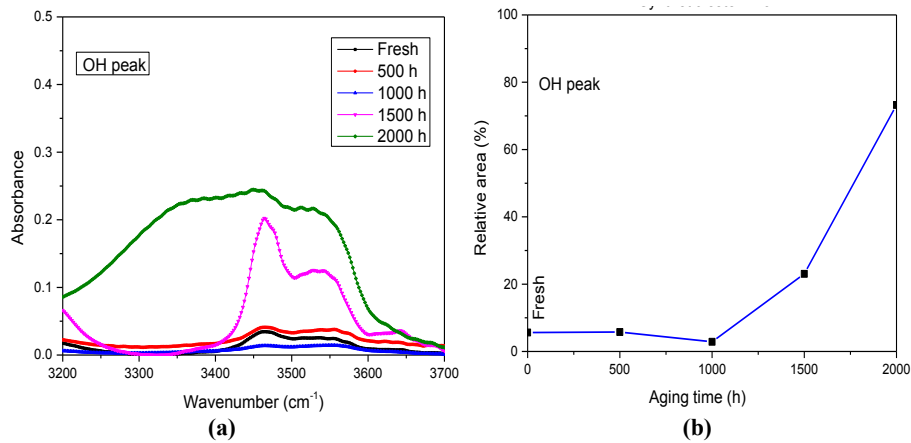 OH peak
Fresh
500 h
1000 h
1500 h
2000 h
0.5
0.4
0.3
0.2
0.1
0.0
Absorbance
3200
3300
3400
3500
3600
3700
Wavenumber (cm⁻¹)
(a)
OH peak
100
80
60
40
20
0
Relative area (%)
Fresh
0
500
1000
1500
2000
Aging time (h)
(b)